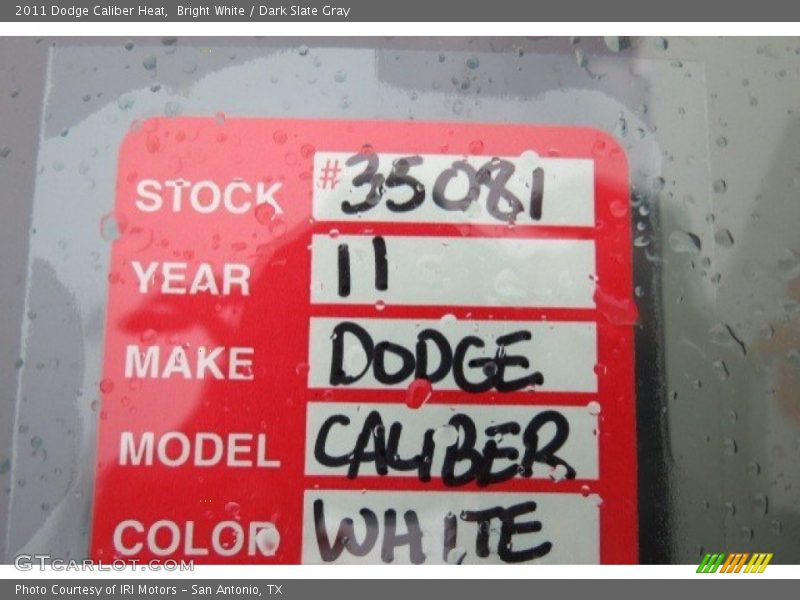 2011 Dodge Caliber Heat, Bright White / Dark Slate Gray
STOCK #35081
YEAR 11
MAKE DODGE
MODEL CALIBER
COLOR WHITE
GTCARLOT.COM
Photo Courtesy of IRI Motors - San Antonio, TX